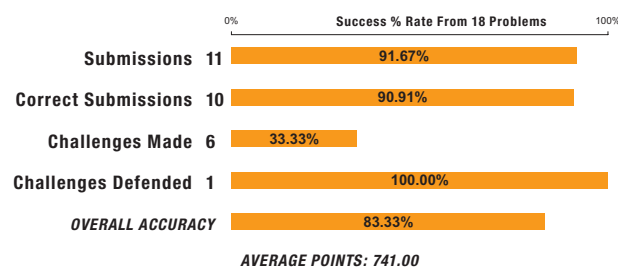 0% Success % Rate From 18 Problems 100%
Submissions 11 91.67%
Correct Submissions 10 90.91%
Challenges Made 6 33.33%
Challenges Defended 1 100.00%
OVERALL ACCURACY 83.33%
AVERAGE POINTS: 741.00